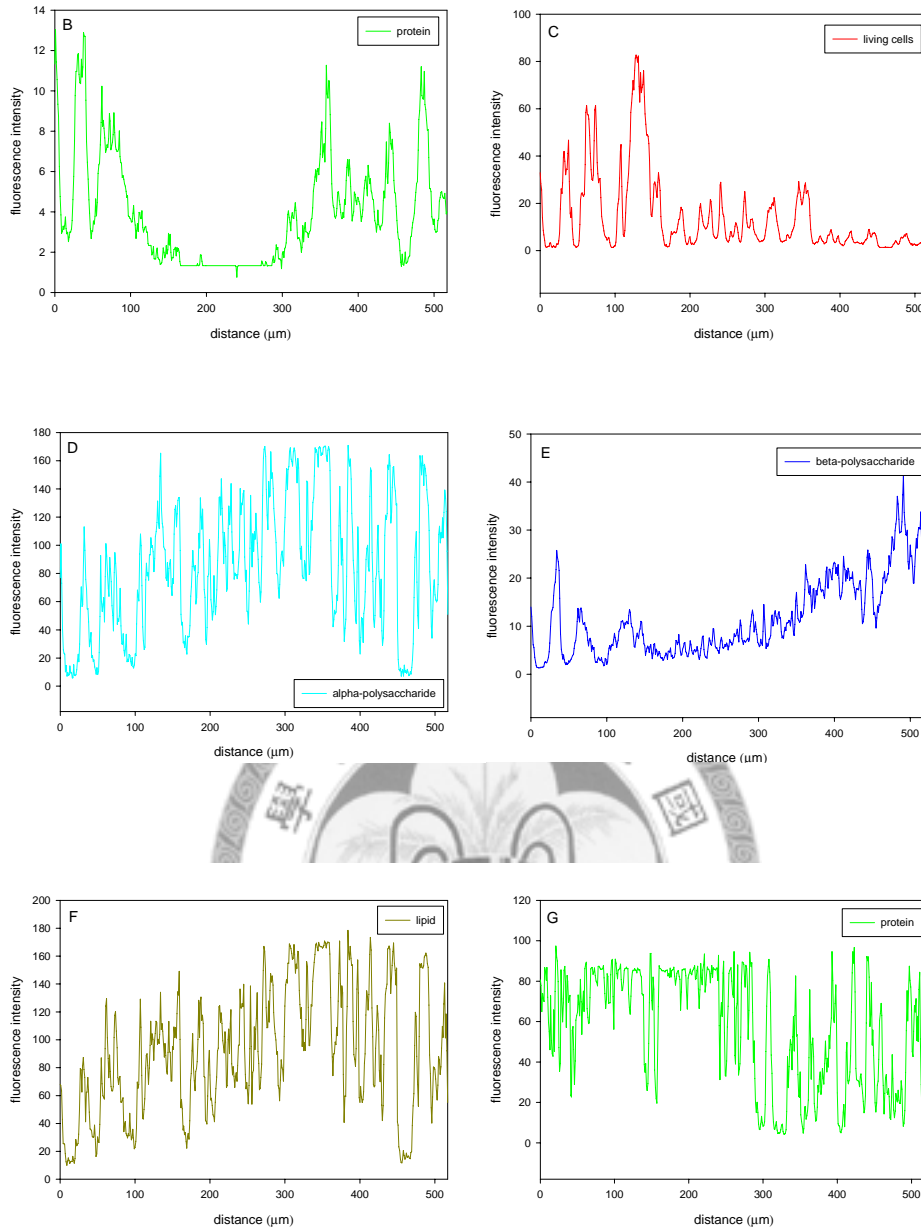 B
protein
14
12
10
8
6
4
2
0
fluorescence intensity
0 100 200 300 400 500
distance (µm)
C
living cells
100
80
60
40
20
0
fluorescence intensity
0 100 200 300 400 500
distance (µm)
D
180
160
140
120
100
80
60
40
20
0
fluorescence intensity
alpha-polysaccharide
0 100 200 300 400 500
distance (µm)
E
beta-polysaccharide
50
40
30
20
10
0
fluorescence intensity
0 100 200 300 400 500
distance (µm)
F
lipid
200
180
160
140
120
100
80
60
40
20
0
fluorescence intensity
0 100 200 300 400 500
distance (µm)
G
protein
120
100
80
60
40
20
0
fluorescence intensity
0 100 200 300 400 500
distance (µm)